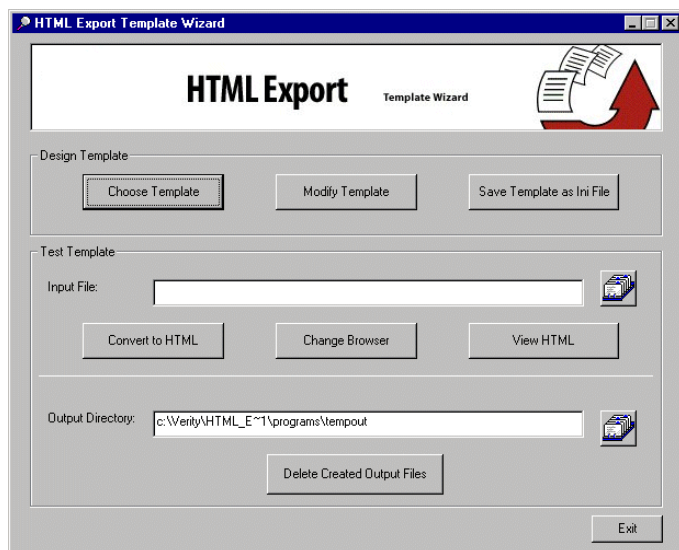 HTML Export Template Wizard
HTML Export Template Wizard
Design Template
Choose Template Modify Template Save Template as Ini File
Test Template
Input File:
Convert to HTML Change Browser View HTML
Output Directory: c:\Verity\HTML_E~1\programs\tempout
Delete Created Output Files
Exit